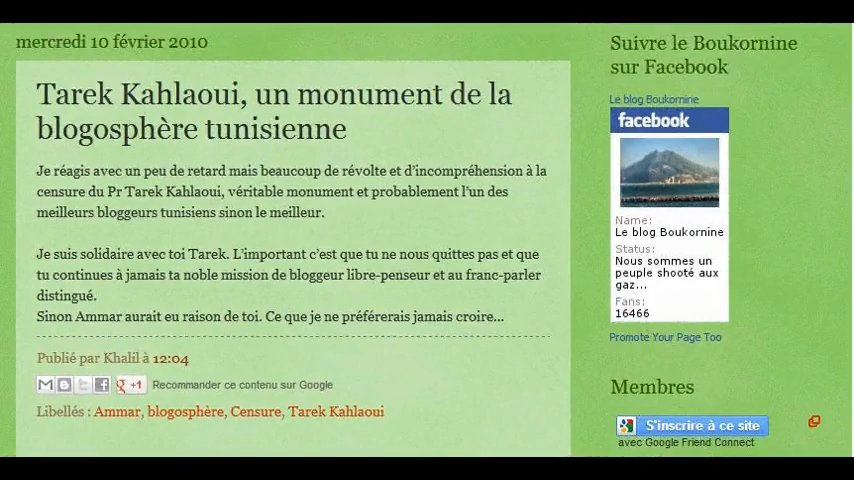 mercredi 10 février 2010
Tarek Kahlaoui, un monument de la
blogosphère tunisienne
Je réagis avec un peu de retard mais beaucoup de révolte et d'incompréhension à la
censure du Pr Tarek Kahlaoui, véritable monument et probablement l'un des
meilleurs bloggeurs tunisiens sinon le meilleur.
Je suis solidaire avec toi Tarek. L'important c'est que tu ne nous quittes pas et que
tu continues à jamais ta noble mission de bloggeur libre-penseur et au franc-parler
distingué.
Sinon Ammar aurait eu raison de toi. Ce que je ne préférerais jamais croire...
Publié par Khalil à 12:04
g +1 Recommander ce contenu sur Google
Libellés : Ammar, blogosphère, Censure, Tarek Kahlaoui
Suivre le Boukornine
sur Facebook
Le blog Boukornine
facebook
Name:
Le blog Boukornine
Status:
Nous sommes un
peuple shooté aux
gaz...
Fans:
16466
Promote Your Page Too
Membres
S'inscrire à ce site
avec Google Friend Connect